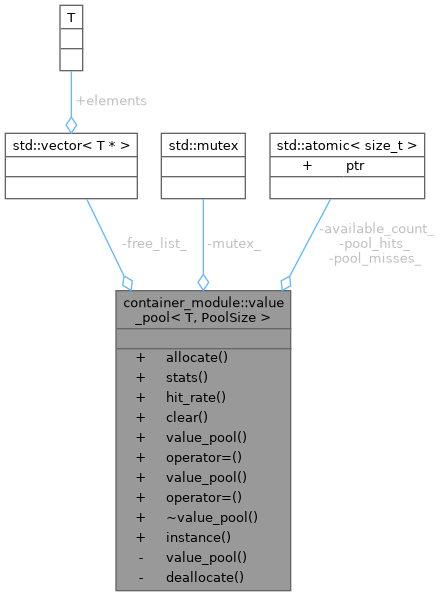 T
+elements
std::vector< T * >
std::mutex
std::atomic< size_t >
+ ptr
-free_list_
-mutex_
-available_count_
-pool_hits_
-pool_misses_
container_module::value
_pool< T, PoolSize >
+ allocate()
+ stats()
+ hit_rate()
+ clear()
+ value_pool()
+ operator=()
+ value_pool()
+ operator=()
+ ~value_pool()
+ instance()
- value_pool()
- deallocate()